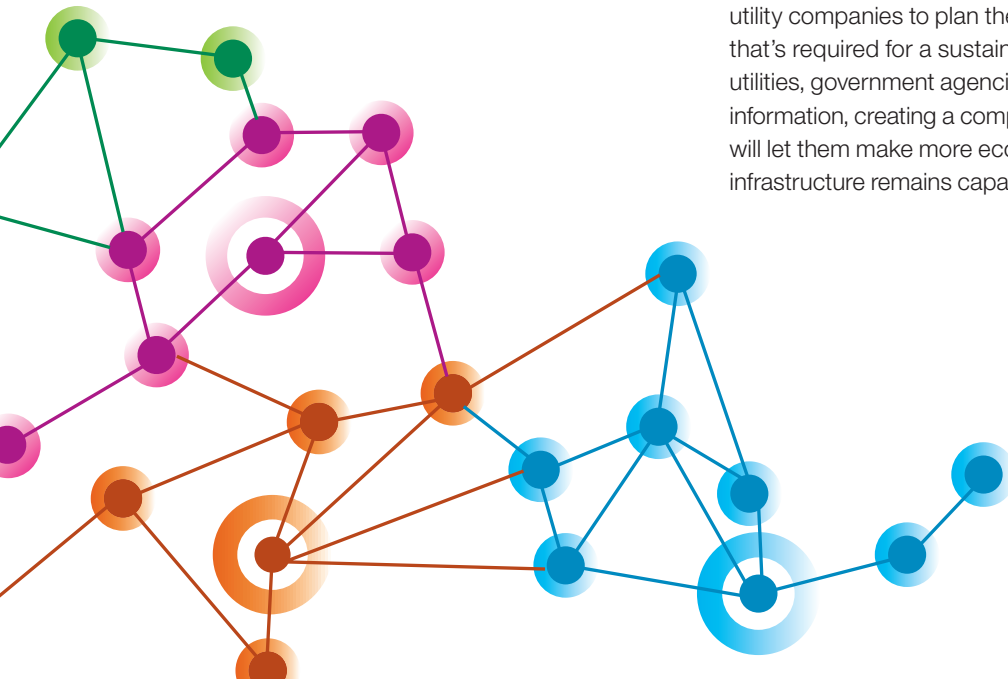 utility companies to plan the
that's required for a sustain
utilities, government agenci
information, creating a comp
will let them make more eco
infrastructure remains capa